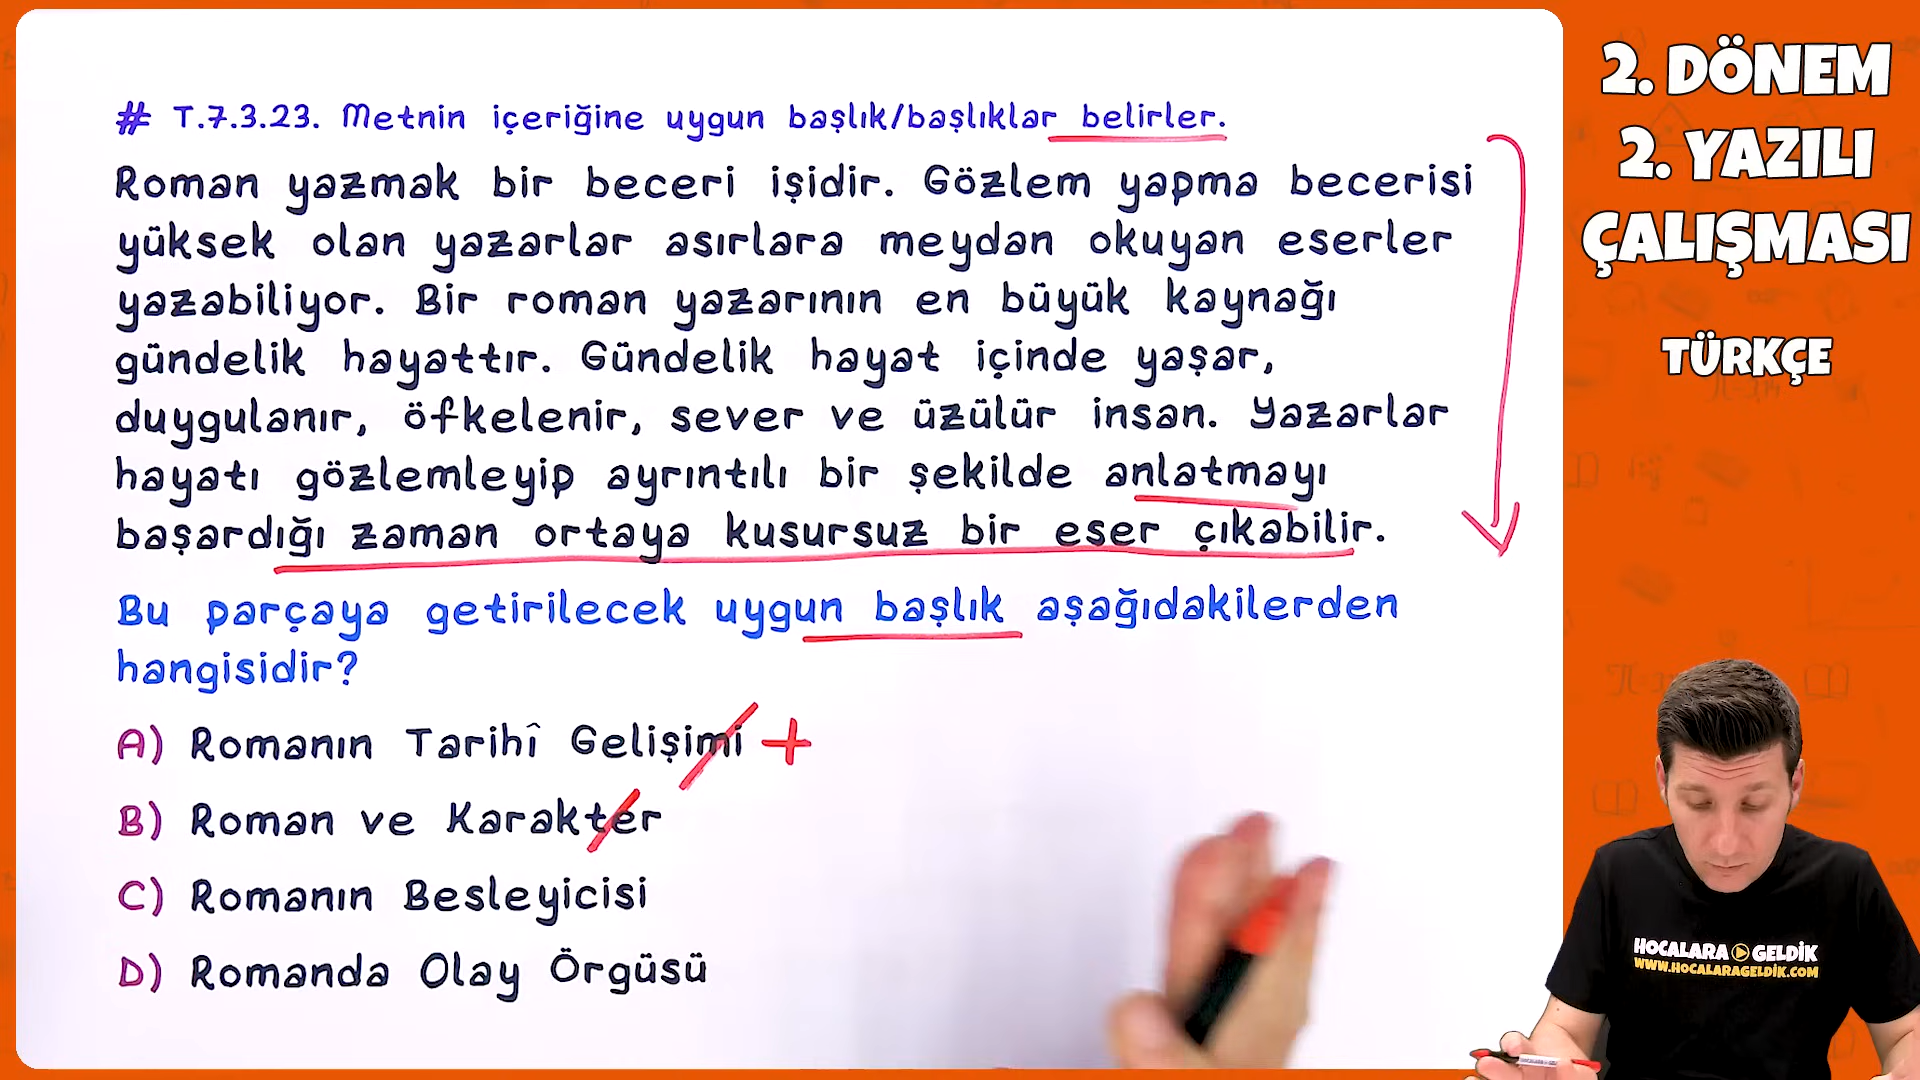 # T.7.3.23. Metnin içeriğine uygun başlık/başlıklar belirler.
Roman yazmak bir beceri işidir. Gözlem yapma becerisi
yüksek olan yazarlar asırlara meydan okuyan eserler
yazabiliyor. Bir roman yazarının en büyük kaynağı
gündelik hayattır. Gündelik hayat içinde yaşar,
duygulanır, öfkelenir, sever ve üzülür insan. Yazarlar
hayatı gözlemleyip ayrıntılı bir şekilde anlatmayı
başardığı zaman ortaya kusursuz bir eser çıkabilir.
Bu parçaya getirilecek uygun başlık aşağıdakilerden
hangisidir?
A) Romanın Tarihî Gelişimi +
B) Roman ve Karakter
C) Romanın Besleyicisi
D) Romanda Olay Örgüsü
2. DÖNEM
2. YAZILI
ÇALIŞMASI
TÜRKÇE
HOCALARA GELDİK
WWW.HOCALARAGELDİK.COM